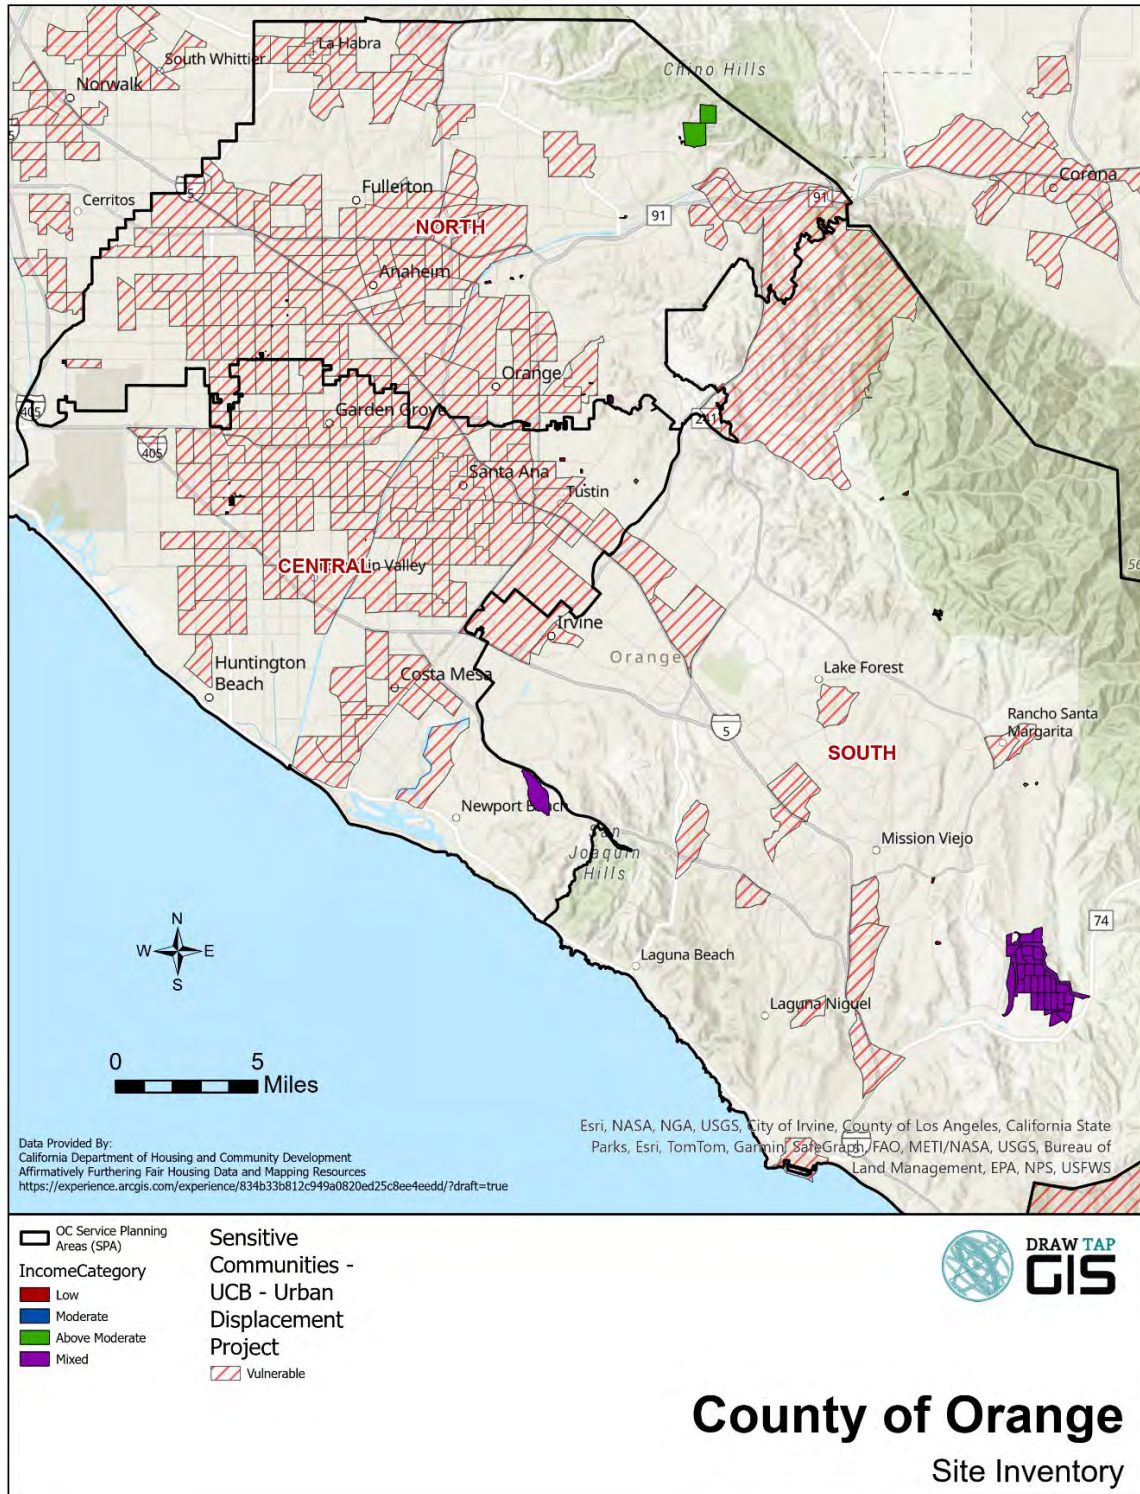 La Habra
South Whittier
Chino Hills
Norwalk
5
Corona
Fullerton
91
Cerritos
5
91
NORTH
Anaheim
Orange
241
405
Garden Grove
405
Santa Ana
Tustin
CENTRAL
in Valley
Irvine
Orange
Huntington
Beach
Costa Mesa
Lake Forest
Rancho Santa
Margarita
5
SOUTH
Newport B ch
San
Joaquin
Hills
Mission Viejo
74
Laguna Beach
Laguna Niguel
N
W E
S
0 5
Miles
Esri, NASA, NGA, USGS, City of Irvine, County of Los Angeles, California State
Parks, Esri, TomTom, Garmin, SafeGraph, FAO, METI/NASA, USGS, Bureau of
Land Management, EPA, NPS, USFWS
Data Provided By:
California Department of Housing and Community Development
Affirmatively Furthering Fair Housing Data and Mapping Resources
https://experience.arcgis.com/experience/834b33b812c949a0820ed25c8ee4eedd/?draft=true
OC Service Planning
Areas (SPA)
IncomeCategory
Low
Moderate
Above Moderate
Mixed
Sensitive
Communities -
UCB - Urban
Displacement
Project
Vulnerable
DRAW TAP
GIS
County of Orange
Site Inventory